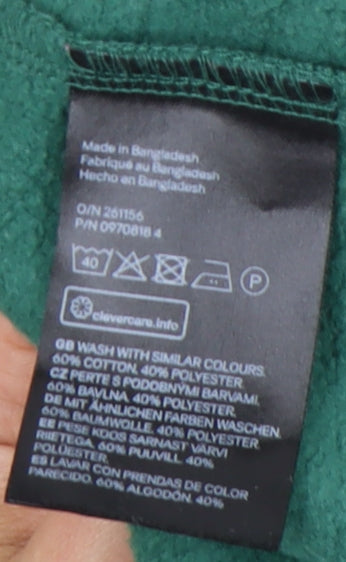 Made in Bangladesh
Fabriqué au Bangladesh
Hecho en Bangladesh
O/N 261156
P/N 0970818 4
40
P
clevercare.info
GB WASH WITH SIMILAR COLOURS.
60% COTTON, 40% POLYESTER.
CZ PERTE S PODOBNÝMI BARVAMI.
60% BAVLNA, 40% POLYESTER.
DE MIT ÄHNLICHEN FARBEN WASCHEN.
60% BAUMWOLLE, 40% POLYESTER.
EE PESE KOOS SARNAST VÄRVI
RIIETEGA. 60% PUUVILL, 40%
POLÜESTER.
ES LAVAR CON PRENDAS DE COLOR
PARECIDO. 60% ALGODÓN, 40%